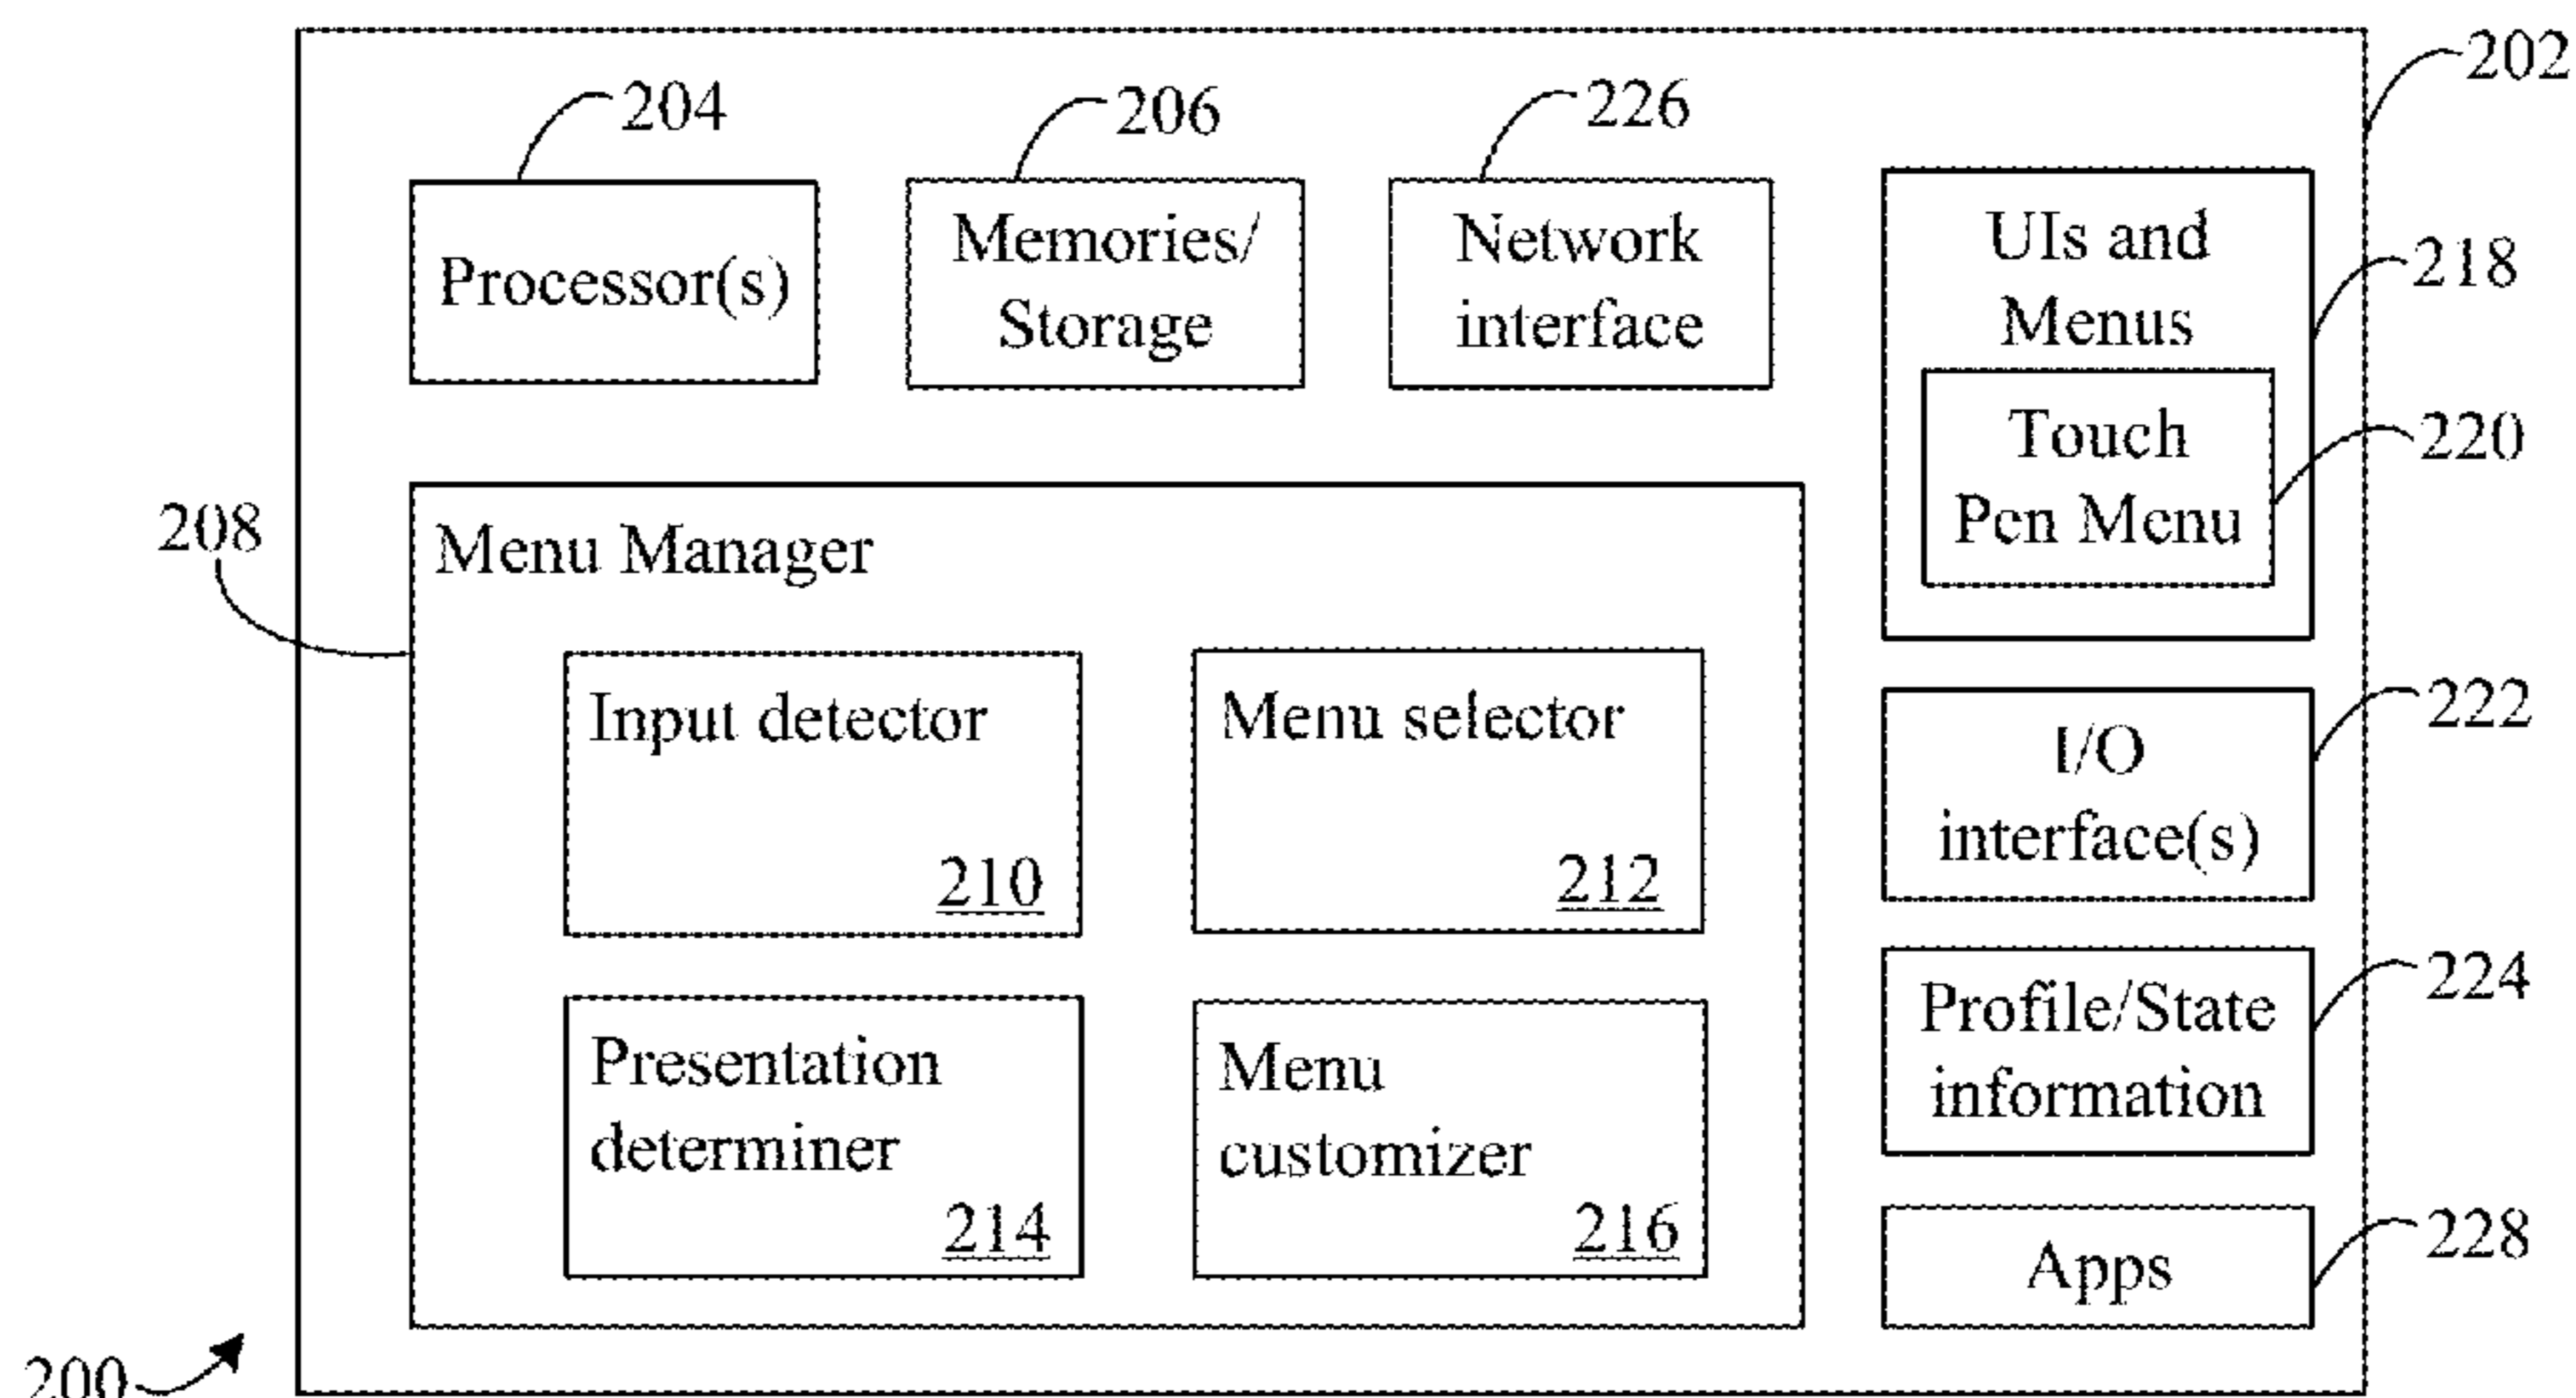 202
204
206
226
Processor(s)
Memories/
Storage
Network
interface
UIs and
Menus
218
Touch
Pen Menu
220
208
Menu Manager
Input detector
210
Menu selector
212
Presentation
determiner
214
Menu
customizer
216
I/O
interface(s)
222
Profile/State
information
224
Apps
228
200